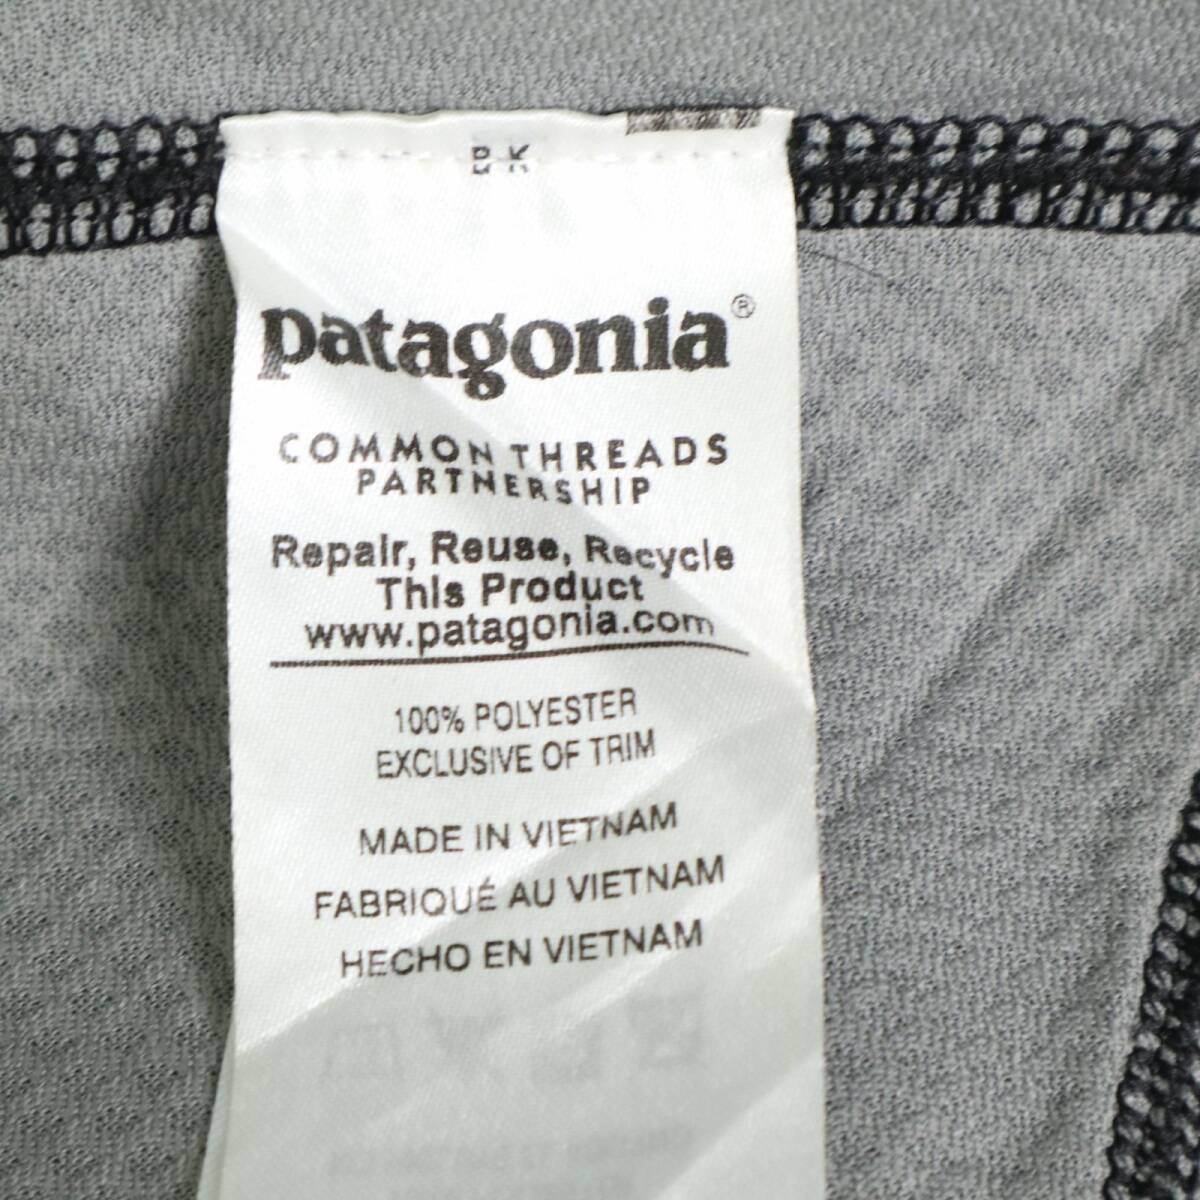 BK
patagonia®
COMMON THREADS
PARTNERSHIP
Repair, Reuse, Recycle
This Product
www.patagonia.com
100% POLYESTER
EXCLUSIVE OF TRIM
MADE IN VIETNAM
FABRIQUÉ AU VIETNAM
HECHO EN VIETNAM